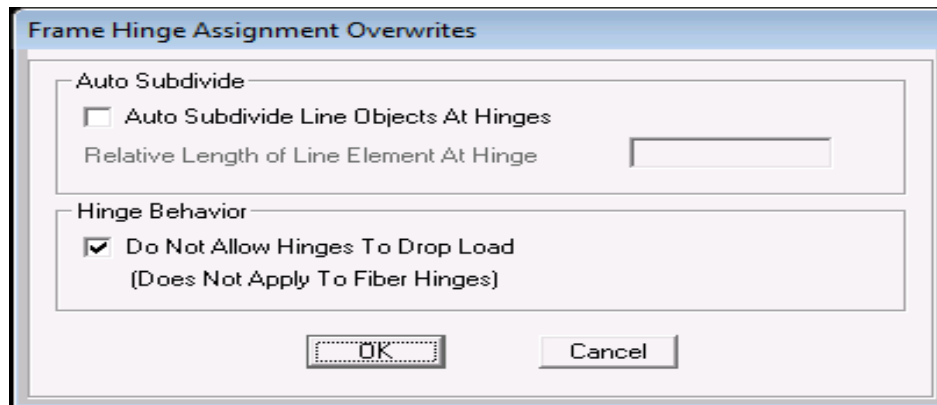 Frame Hinge Assignment Overwrites
Auto Subdivide
Auto Subdivide Line Objects At Hinges
Relative Length of Line Element At Hinge
Hinge Behavior
Do Not Allow Hinges To Drop Load
(Does Not Apply To Fiber Hinges)
OK
Cancel